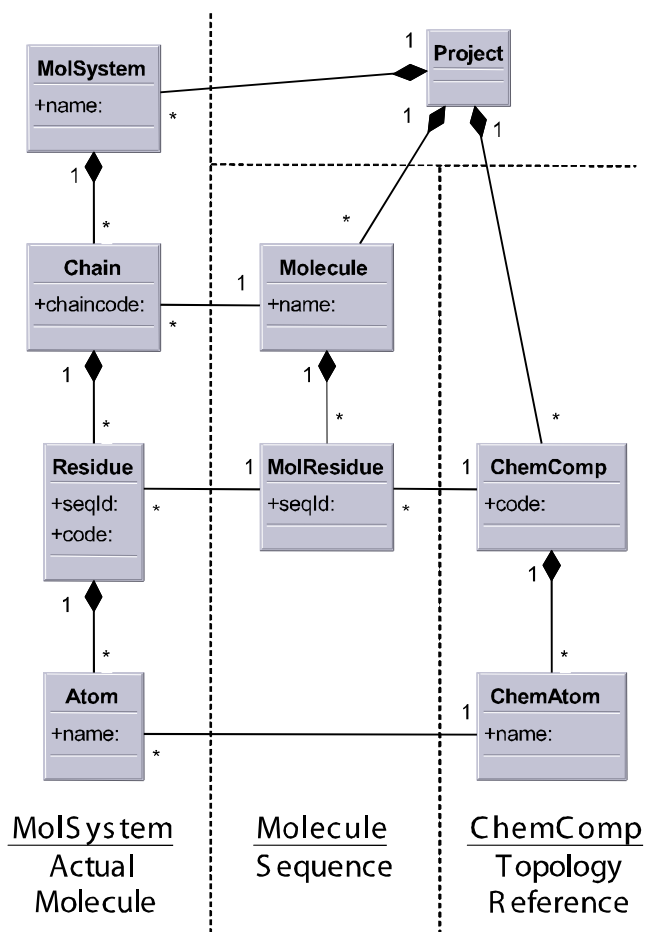 Project
MolSystem
+name:
1
*
1
1
1
*
*
Chain
+chaincode:
1
*
Molecule
+name:
1
*
1
*
*
Residue
+seqId:
+code:
1
*
MolResidue
+seqId:
1
*
ChemComp
+code:
1
*
1
*
Atom
+name:
1
*
ChemAtom
+name:
MolSystem
Actual
Molecule
Molecule
Sequence
ChemComp
Topology
Reference